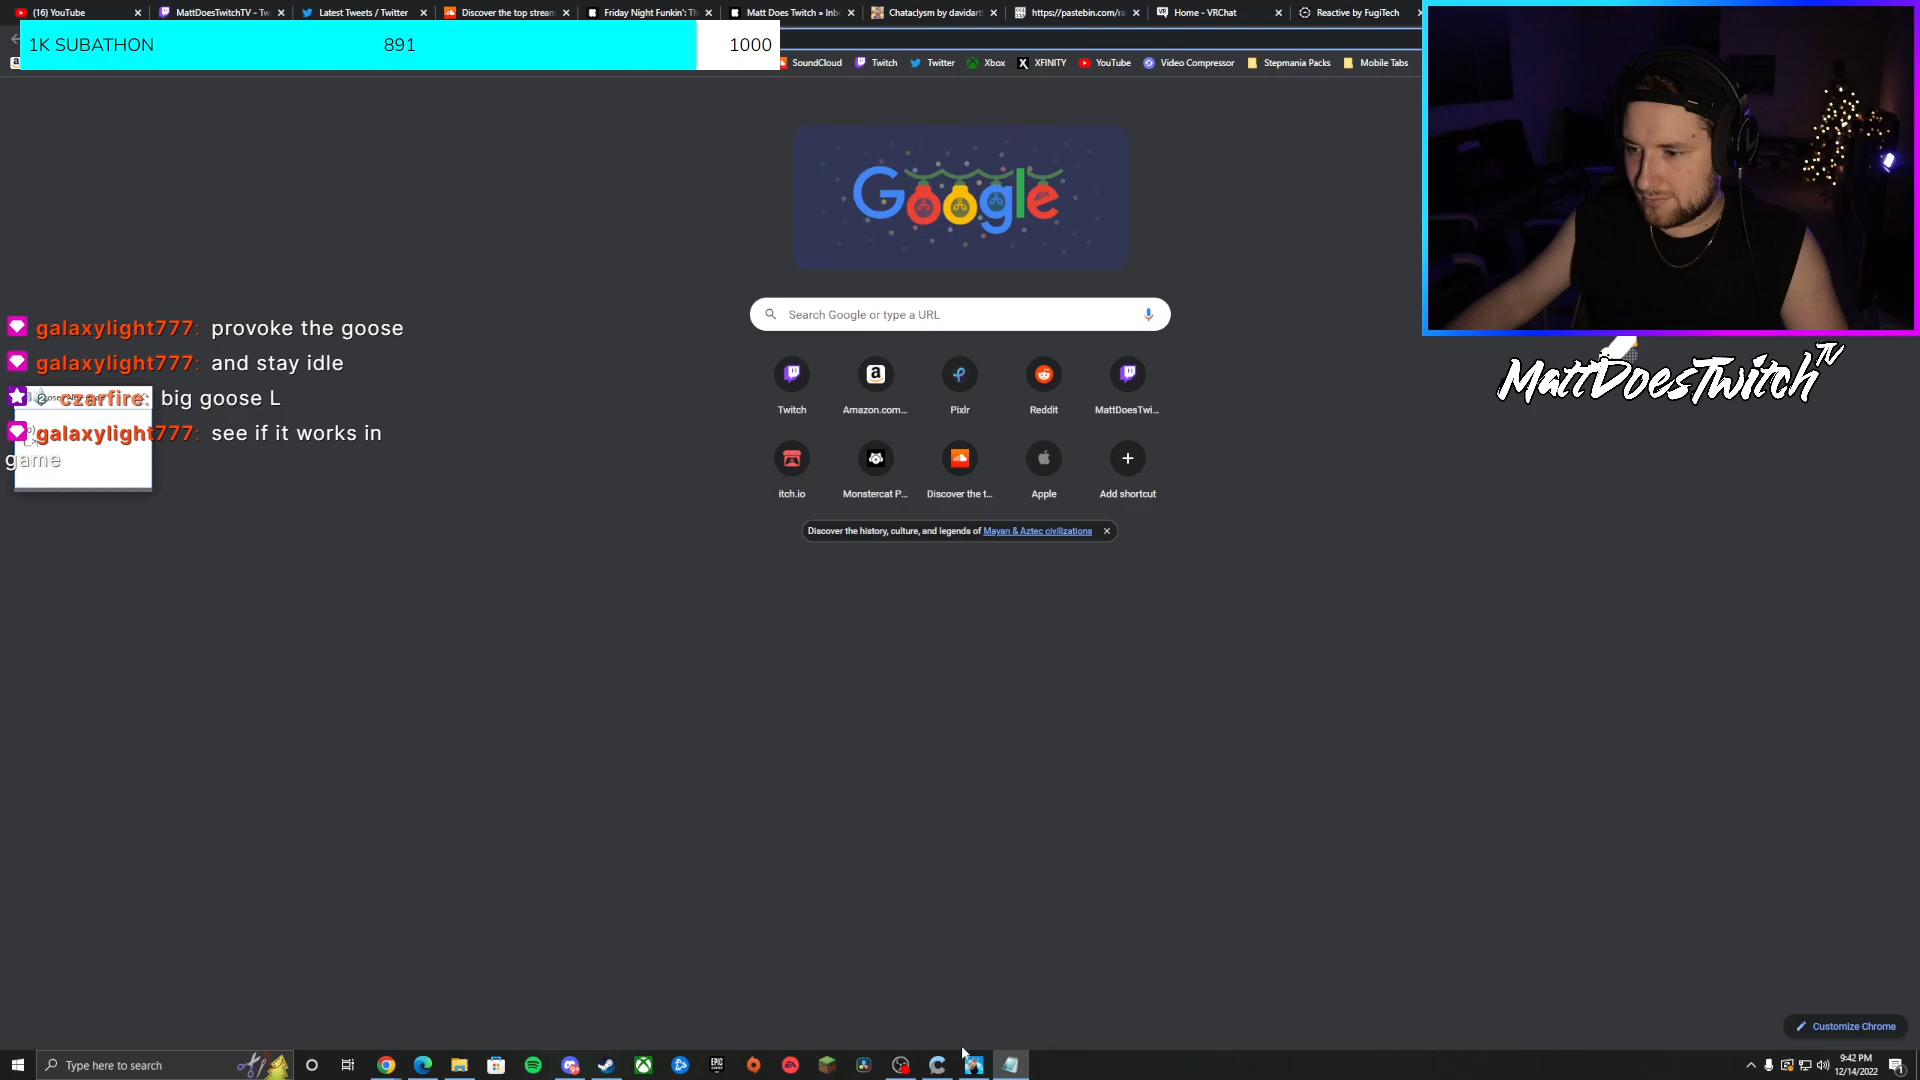 (16) YouTube
MattDoesTwitchTV - Tw
Latest Tweets / Twitter
Discover the top stream
Friday Night Funkin': Th
Matt Does Twitch » Inb
Chataclysm by davidart
https://pastebin.com/ra
Home - VRChat
Reactive by FugiTech
1K SUBATHON 891 1000
SoundCloud
Twitch
Twitter
Xbox
XFINITY
YouTube
Video Compressor
Stepmania Packs
Mobile Tabs
Google
Search Google or type a URL
galaxylight777: provoke the goose
galaxylight777: and stay idle
czarfire: big goose L
galaxylight777: see if it works in
game
MattDoesTwitch TV
Twitch
Amazon.com...
Pixlr
Reddit
MattDoesTwi...
itch.io
Monstercat P...
Discover the t...
Apple
Add shortcut
Discover the history, culture, and legends of Mayan & Aztec civilizations
Customize Chrome
Type here to search
9:42 PM
12/14/2022